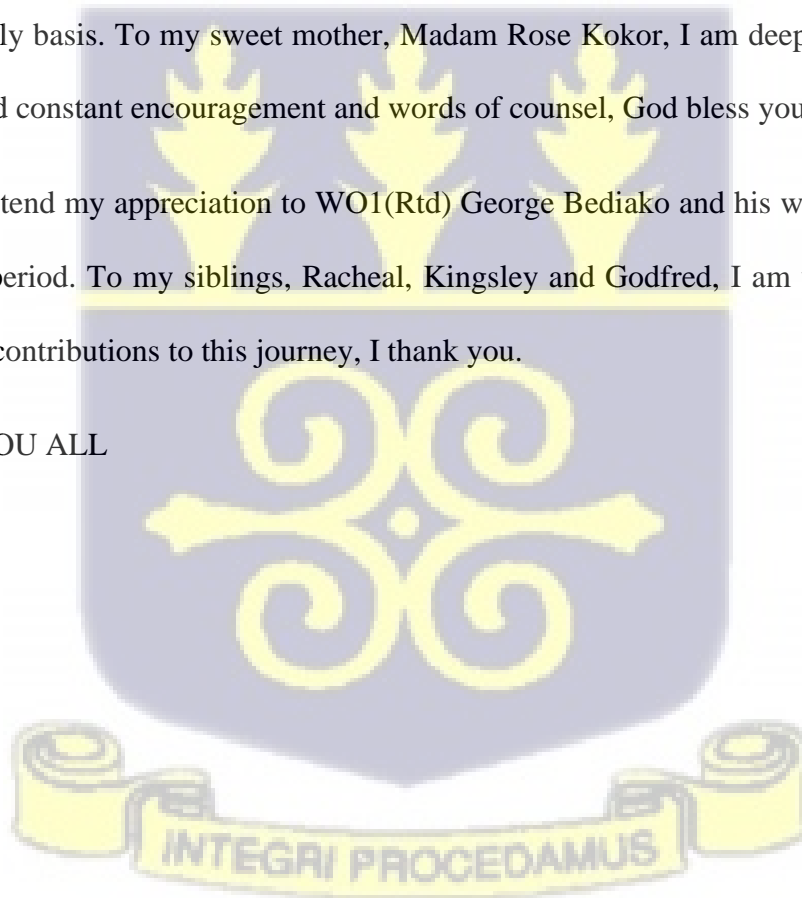 ly basis. To my sweet mother, Madam Rose Kokor, I am deep
d constant encouragement and words of counsel, God bless you
tend my appreciation to WO1(Rtd) George Bediako and his w
period. To my siblings, Racheal, Kingsley and Godfred, I am
contributions to this journey, I thank you.
OU ALL
INTEGRI PROCEDAMUS